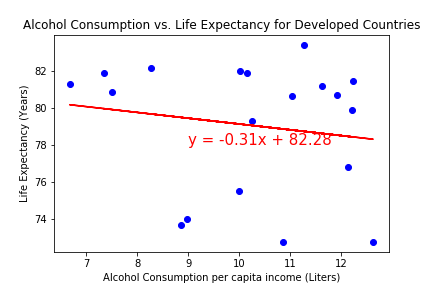 Alcohol Consumption vs. Life Expectancy for Developed Countries
Life Expectancy (Years)
82
80
78
76
74
y = -0.31x + 82.28
7 8 9 10 11 12
Alcohol Consumption per capita income (Liters)